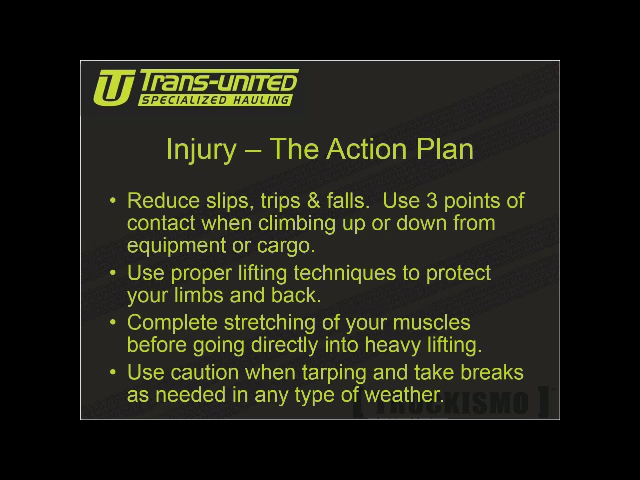 TRANS-UNITED
SPECIALIZED HAULING
Injury – The Action Plan
• Reduce slips, trips & falls.  Use 3 points of
contact when climbing up or down from
equipment or cargo.
• Use proper lifting techniques to protect
your limbs and back.
• Complete stretching of your muscles
before going directly into heavy lifting.
• Use caution when tarping and take breaks
as needed in any type of weather.
[ TRUCKISMO ]